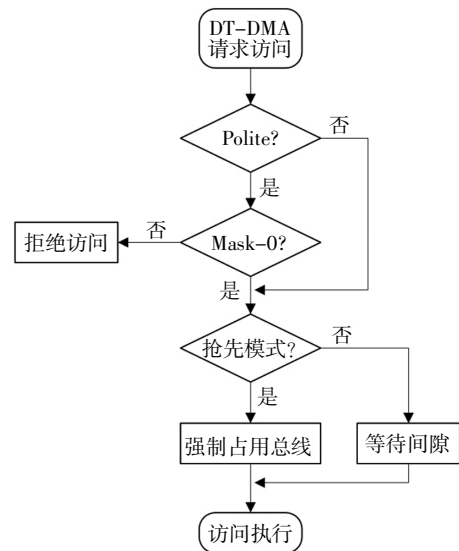 DT-DMA
请求访问
Polite?
否
是
Mask-0?
否
拒绝访问
是
抢先模式?
否
是
强制占用总线
等待间隙
访问执行